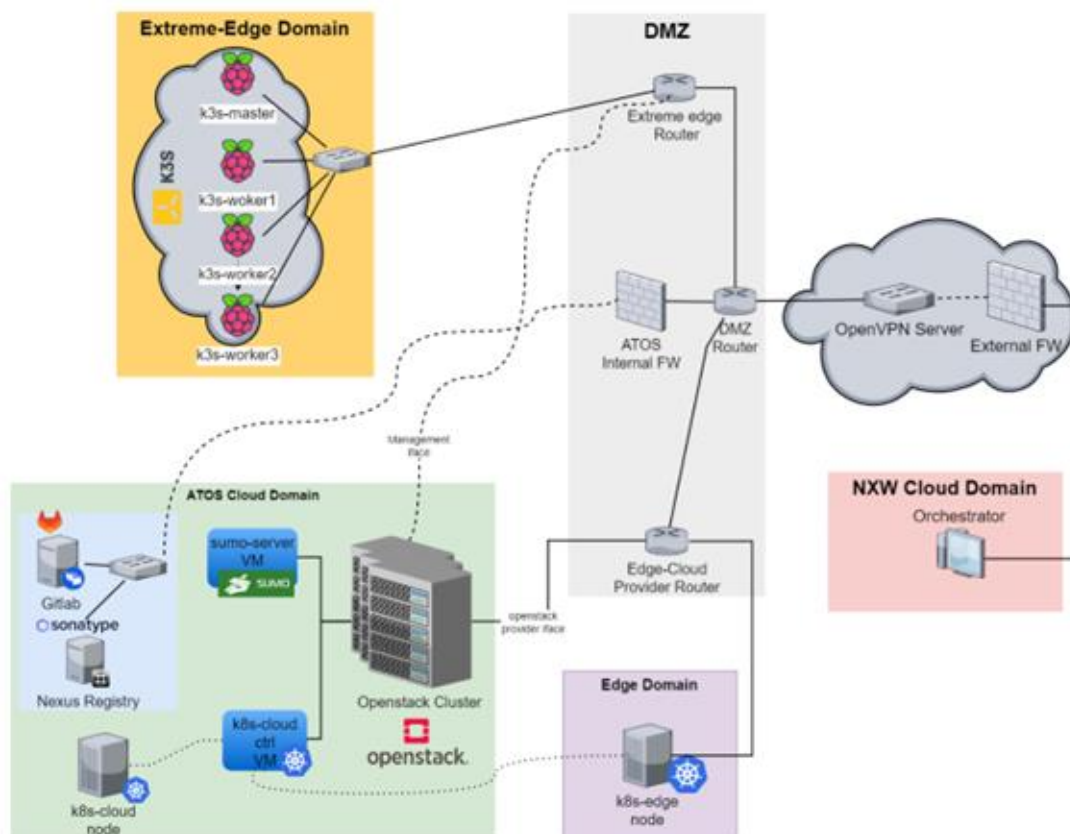 Extreme-Edge Domain
k3s-master
K3S
k3s-woker1
k3s-worker2
k3s-worker3
DMZ
Extreme edge
Router
ATOS
Internal FW
DMZ
Router
OpenVPN Server
External FW
Management
iface
ATOS Cloud Domain
Gitlab
sonatype
Nexus Registry
sumo-server
VM
SUMO
k8s-cloud
ctrl
VM
k8s-cloud
node
Openstack Cluster
openstack.
openstack
provider iface
Edge-Cloud
Provider Router
Edge Domain
k8s-edge
node
NXW Cloud Domain
Orchestrator